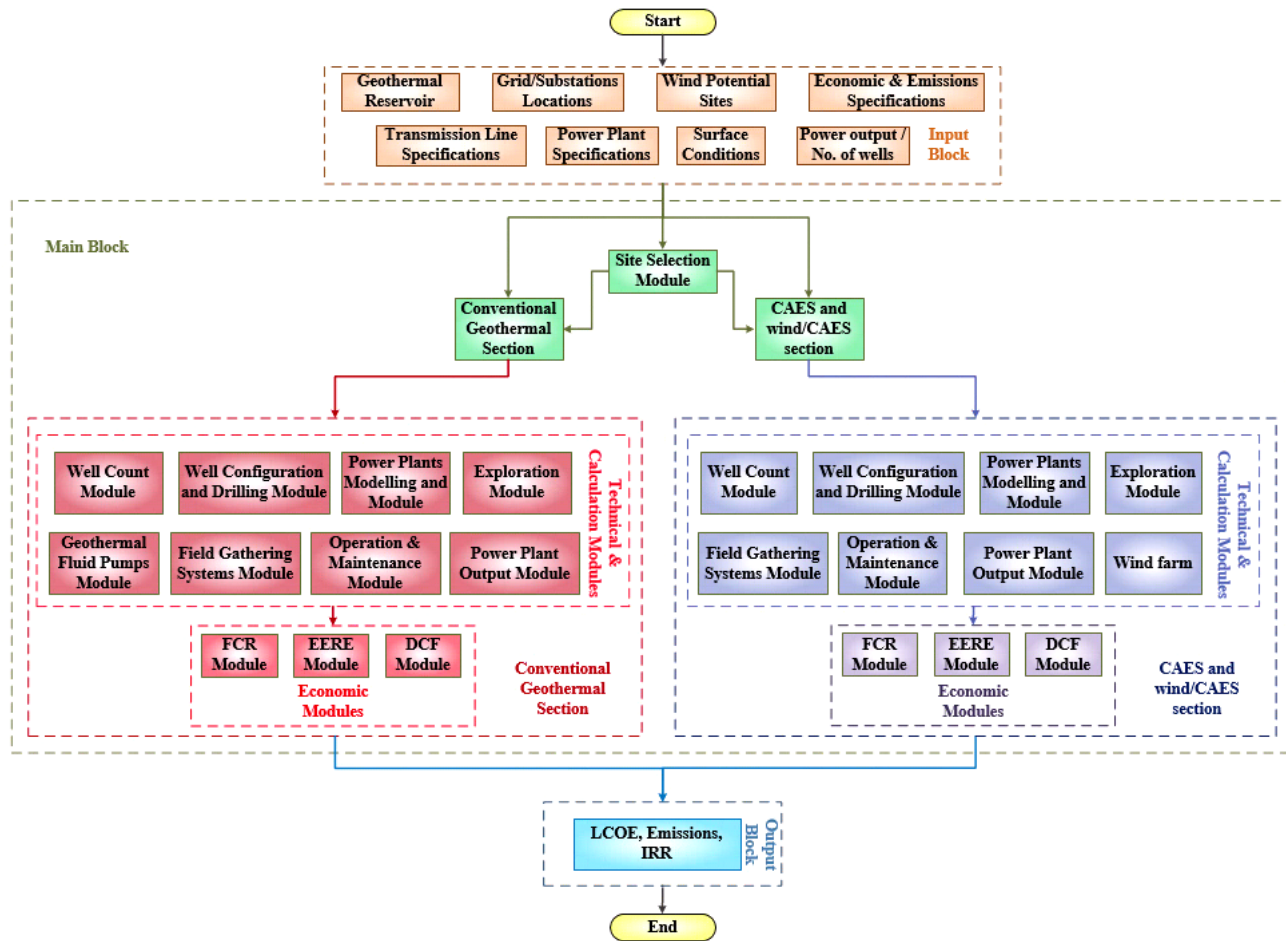 Start
Geothermal
Reservoir
Grid/Substations
Locations
Wind Potential
Sites
Economic & Emissions
Specifications
Transmission Line
Specifications
Power Plant
Specifications
Surface
Conditions
Power output /
No. of wells
Input
Block
Main Block
Site Selection
Module
Conventional
Geothermal
Section
CAES and
wind/CAES
section
Well Count
Module
Well Configuration
and Drilling Module
Power Plants
Modelling and
Module
Exploration
Module
Geothermal
Fluid Pumps
Module
Field Gathering
Systems Module
Operation &
Maintenance
Module
Power Plant
Output Module
Technical &
Calculation Modules
FCR
Module
EERE
Module
DCF
Module
Economic
Modules
Conventional
Geothermal
Section
Well Count
Module
Well Configuration
and Drilling Module
Power Plants
Modelling and
Module
Exploration
Module
Field Gathering
Systems Module
Operation &
Maintenance
Module
Power Plant
Output Module
Wind farm
Technical &
Calculation Modules
FCR
Module
EERE
Module
DCF
Module
Economic
Modules
CAES and
wind/CAES
section
LCOE, Emissions,
IRR
Output
Block
End